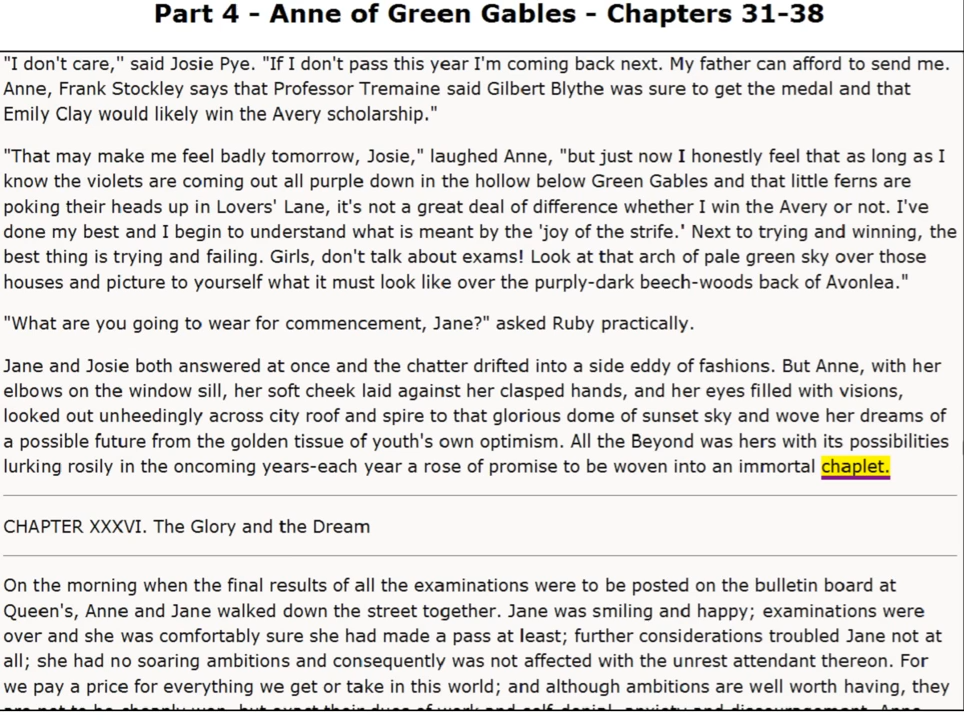 Part 4 - Anne of Green Gables - Chapters 31-38
"I don't care," said Josie Pye. "If I don't pass this year I'm coming back next. My father can afford to send me.
Anne, Frank Stockley says that Professor Tremaine said Gilbert Blythe was sure to get the medal and that
Emily Clay would likely win the Avery scholarship."
"That may make me feel badly tomorrow, Josie," laughed Anne, "but just now I honestly feel that as long as I
know the violets are coming out all purple down in the hollow below Green Gables and that little ferns are
poking their heads up in Lovers' Lane, it's not a great deal of difference whether I win the Avery or not. I've
done my best and I begin to understand what is meant by the 'joy of the strife.' Next to trying and winning, the
best thing is trying and failing. Girls, don't talk about exams! Look at that arch of pale green sky over those
houses and picture to yourself what it must look like over the purply-dark beech-woods back of Avonlea."
"What are you going to wear for commencement, Jane?" asked Ruby practically.
Jane and Josie both answered at once and the chatter drifted into a side eddy of fashions. But Anne, with her
elbows on the window sill, her soft cheek laid against her clasped hands, and her eyes filled with visions,
looked out unheedingly across city roof and spire to that glorious dome of sunset sky and wove her dreams of
a possible future from the golden tissue of youth's own optimism. All the Beyond was hers with its possibilities
lurking rosily in the oncoming years-each year a rose of promise to be woven into an immortal chaplet.
CHAPTER XXXVI. The Glory and the Dream
On the morning when the final results of all the examinations were to be posted on the bulletin board at
Queen's, Anne and Jane walked down the street together. Jane was smiling and happy; examinations were
over and she was comfortably sure she had made a pass at least; further considerations troubled Jane not at
all; she had no soaring ambitions and consequently was not affected with the unrest attendant thereon. For
we pay a price for everything we get or take in this world; and although ambitions are well worth having, they